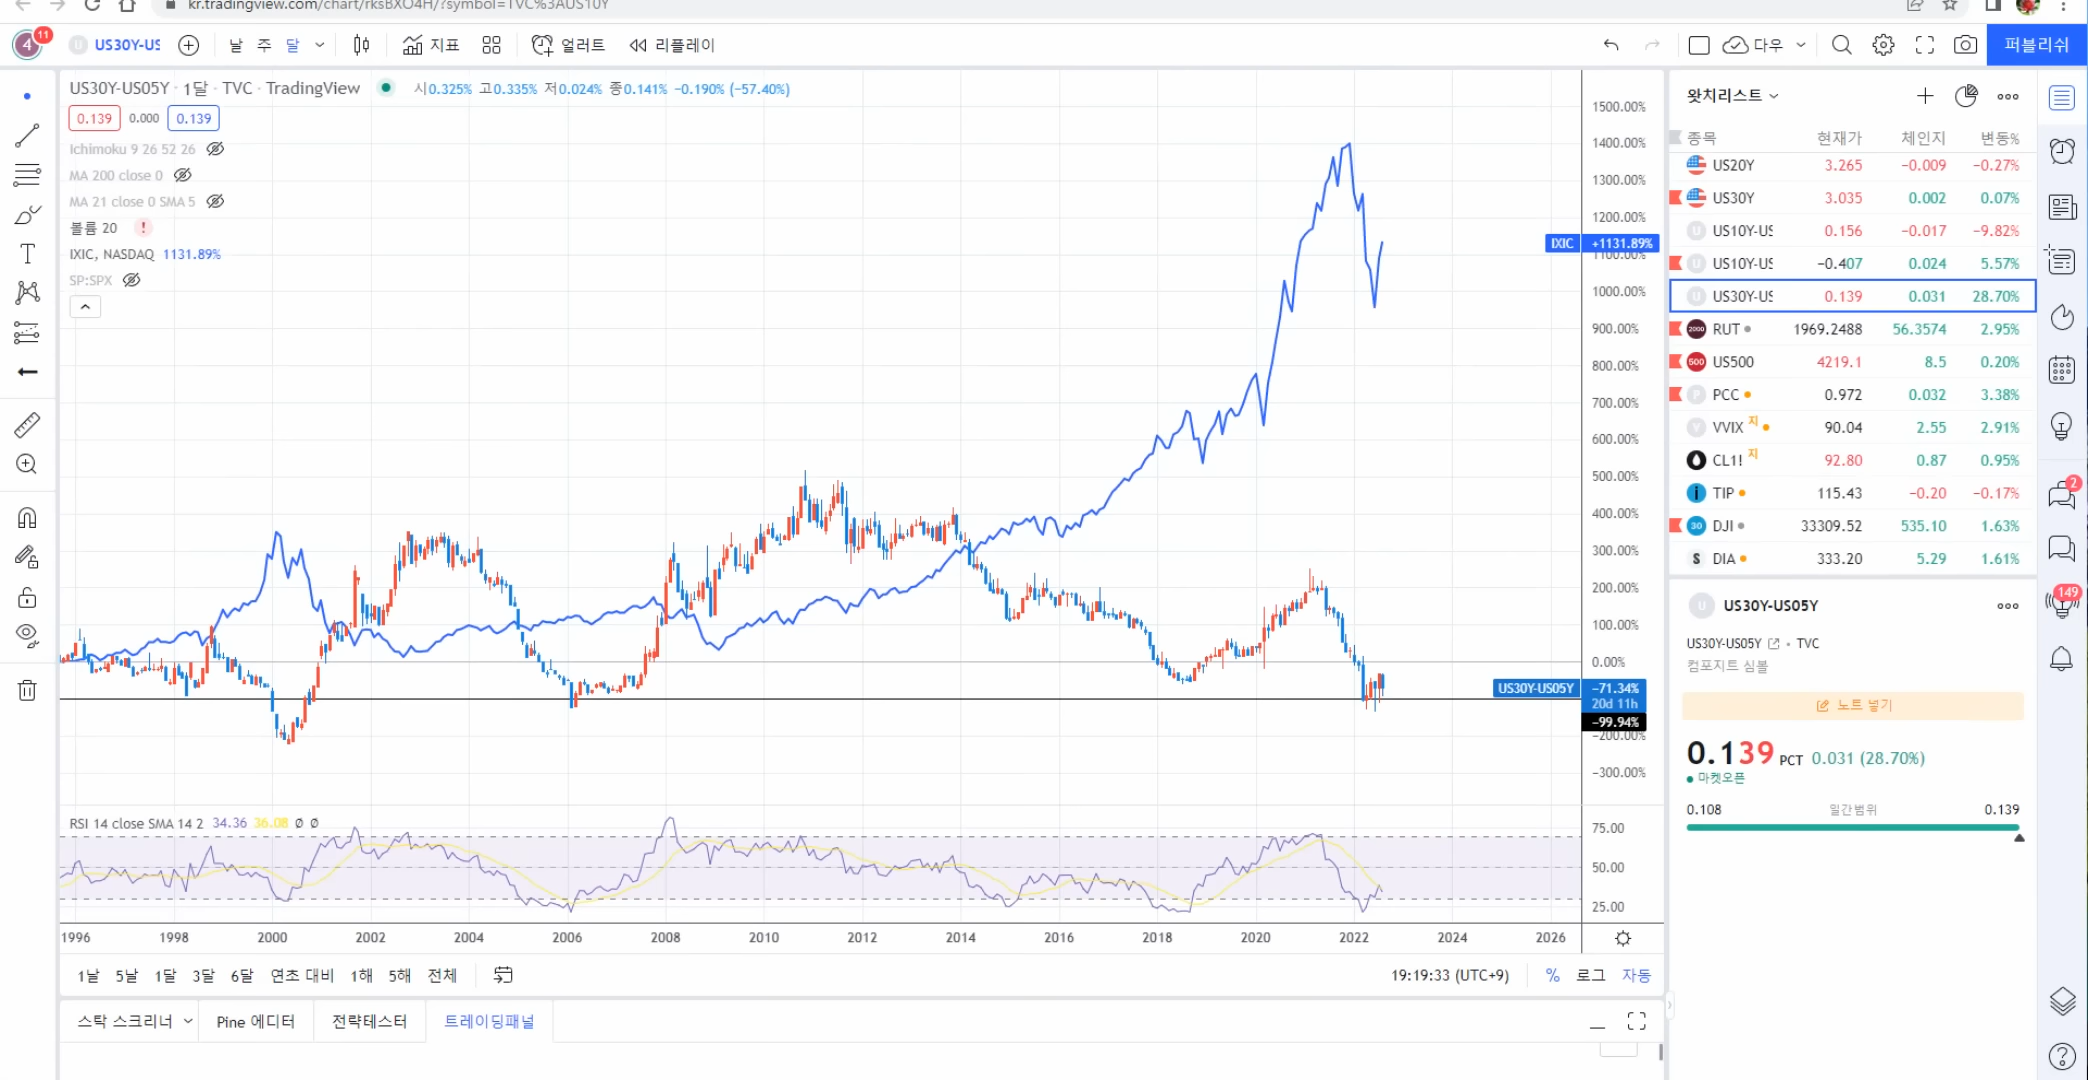 kr.tradingview.com/chart/rksBXO4H/?symbol=TVC%3AUS10Y
4 11 U US30Y-US 날 주 달 지표 얼러트 리플레이 다우 퍼블리쉬
US30Y-US05Y · 1달 · TVC · TradingView 시0.325% 고0.335% 저0.024% 종0.141% −0.190% (−57.40%)
0.139 0.000 0.139
Ichimoku 9 26 52 26
MA 200 close 0
MA 21 close 0 SMA 5
볼륨 20 !
IXIC, NASDAQ 1131.89%
SP:SPX
1500.00%
1400.00%
1300.00%
1200.00%
IXIC +1131.89%
1100.00%
1000.00%
900.00%
800.00%
700.00%
600.00%
500.00%
400.00%
300.00%
200.00%
100.00%
0.00%
US30Y-US05Y −71.34%
20d 11h
−99.94%
−200.00%
−300.00%
RSI 14 close SMA 14 2 34.36 36.08 Ø Ø
75.00
50.00
25.00
1996 1998 2000 2002 2004 2006 2008 2010 2012 2014 2016 2018 2020 2022 2024 2026
1날 5날 1달 3달 6달 연초 대비 1해 5해 전체 19:19:33 (UTC+9) % 로그 자동
스탁 스크리너 Pine 에디터 전략테스터 트레이딩패널
왓치리스트
종목 현재가 체인지 변동%
US20Y 3.265 −0.009 −0.27%
US30Y 3.035 0.002 0.07%
U US10Y-US 0.156 −0.017 −9.82%
U US10Y-US −0.407 0.024 5.57%
U US30Y-US 0.139 0.031 28.70%
2000 RUT 1969.2488 56.3574 2.95%
500 US500 4219.1 8.5 0.20%
P PCC 0.972 0.032 3.38%
V VVIX 지 90.04 2.55 2.91%
CL1! 지 92.80 0.87 0.95%
TIP 115.43 −0.20 −0.17%
30 DJI 33309.52 535.10 1.63%
S DIA 333.20 5.29 1.61%
U US30Y-US05Y
US30Y-US05Y • TVC
컴포지트 심볼
노트 넣기
0.139 PCT 0.031 (28.70%)
마켓오픈
0.108 일간범위 0.139
2
149